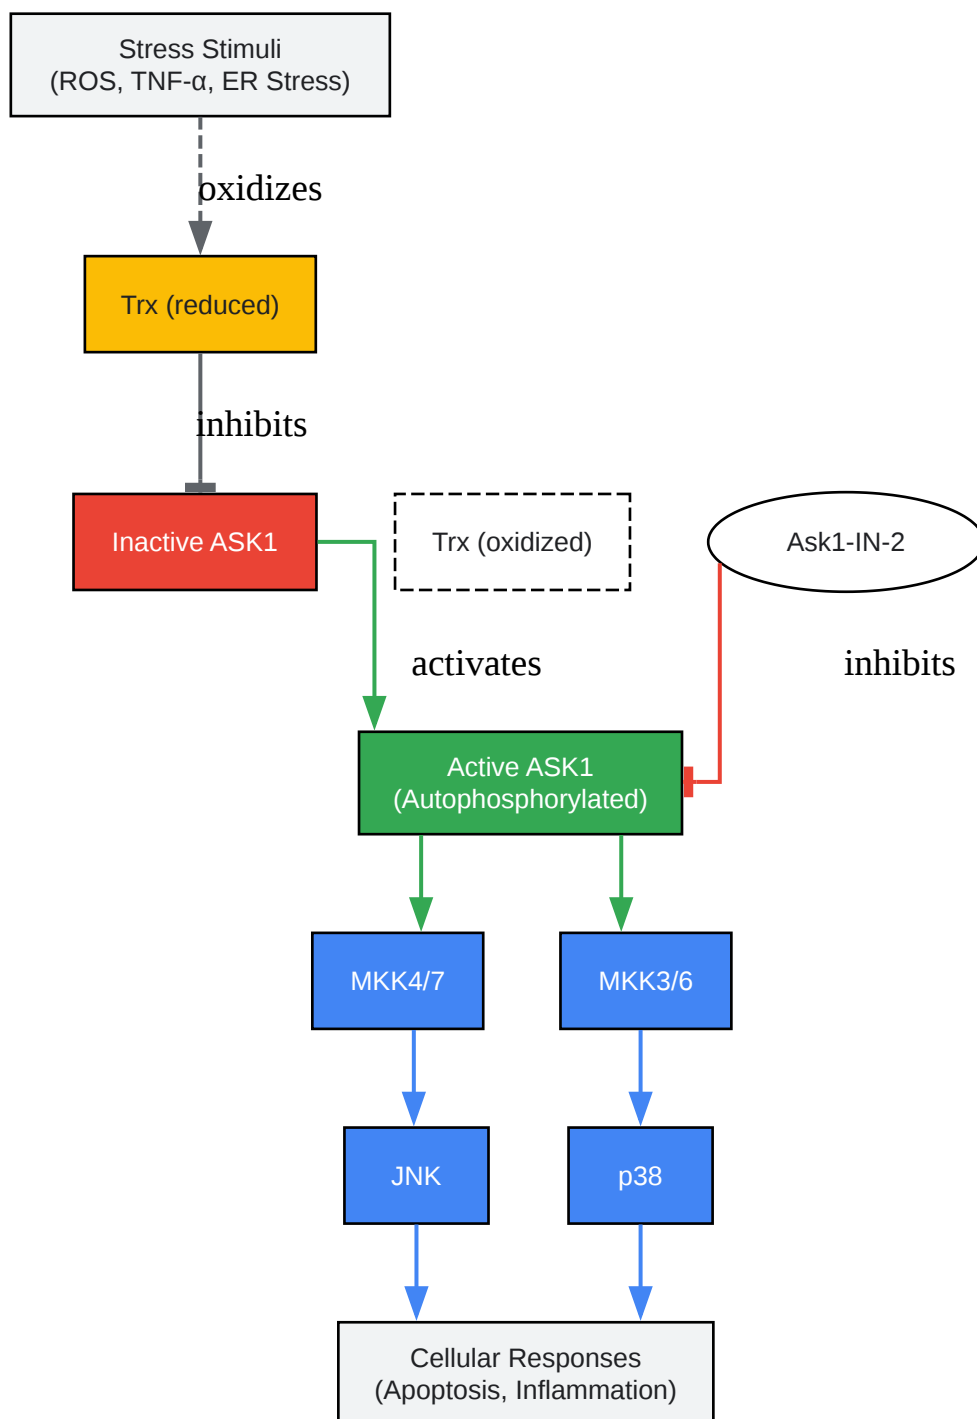 Stress Stimuli
(ROS, TNF-α, ER Stress)
oxidizes
Trx (reduced)
inhibits
Inactive ASK1
Trx (oxidized)
Ask1-IN-2
activates
inhibits
Active ASK1
(Autophosphorylated)
MKK4/7
MKK3/6
JNK
p38
Cellular Responses
(Apoptosis, Inflammation)